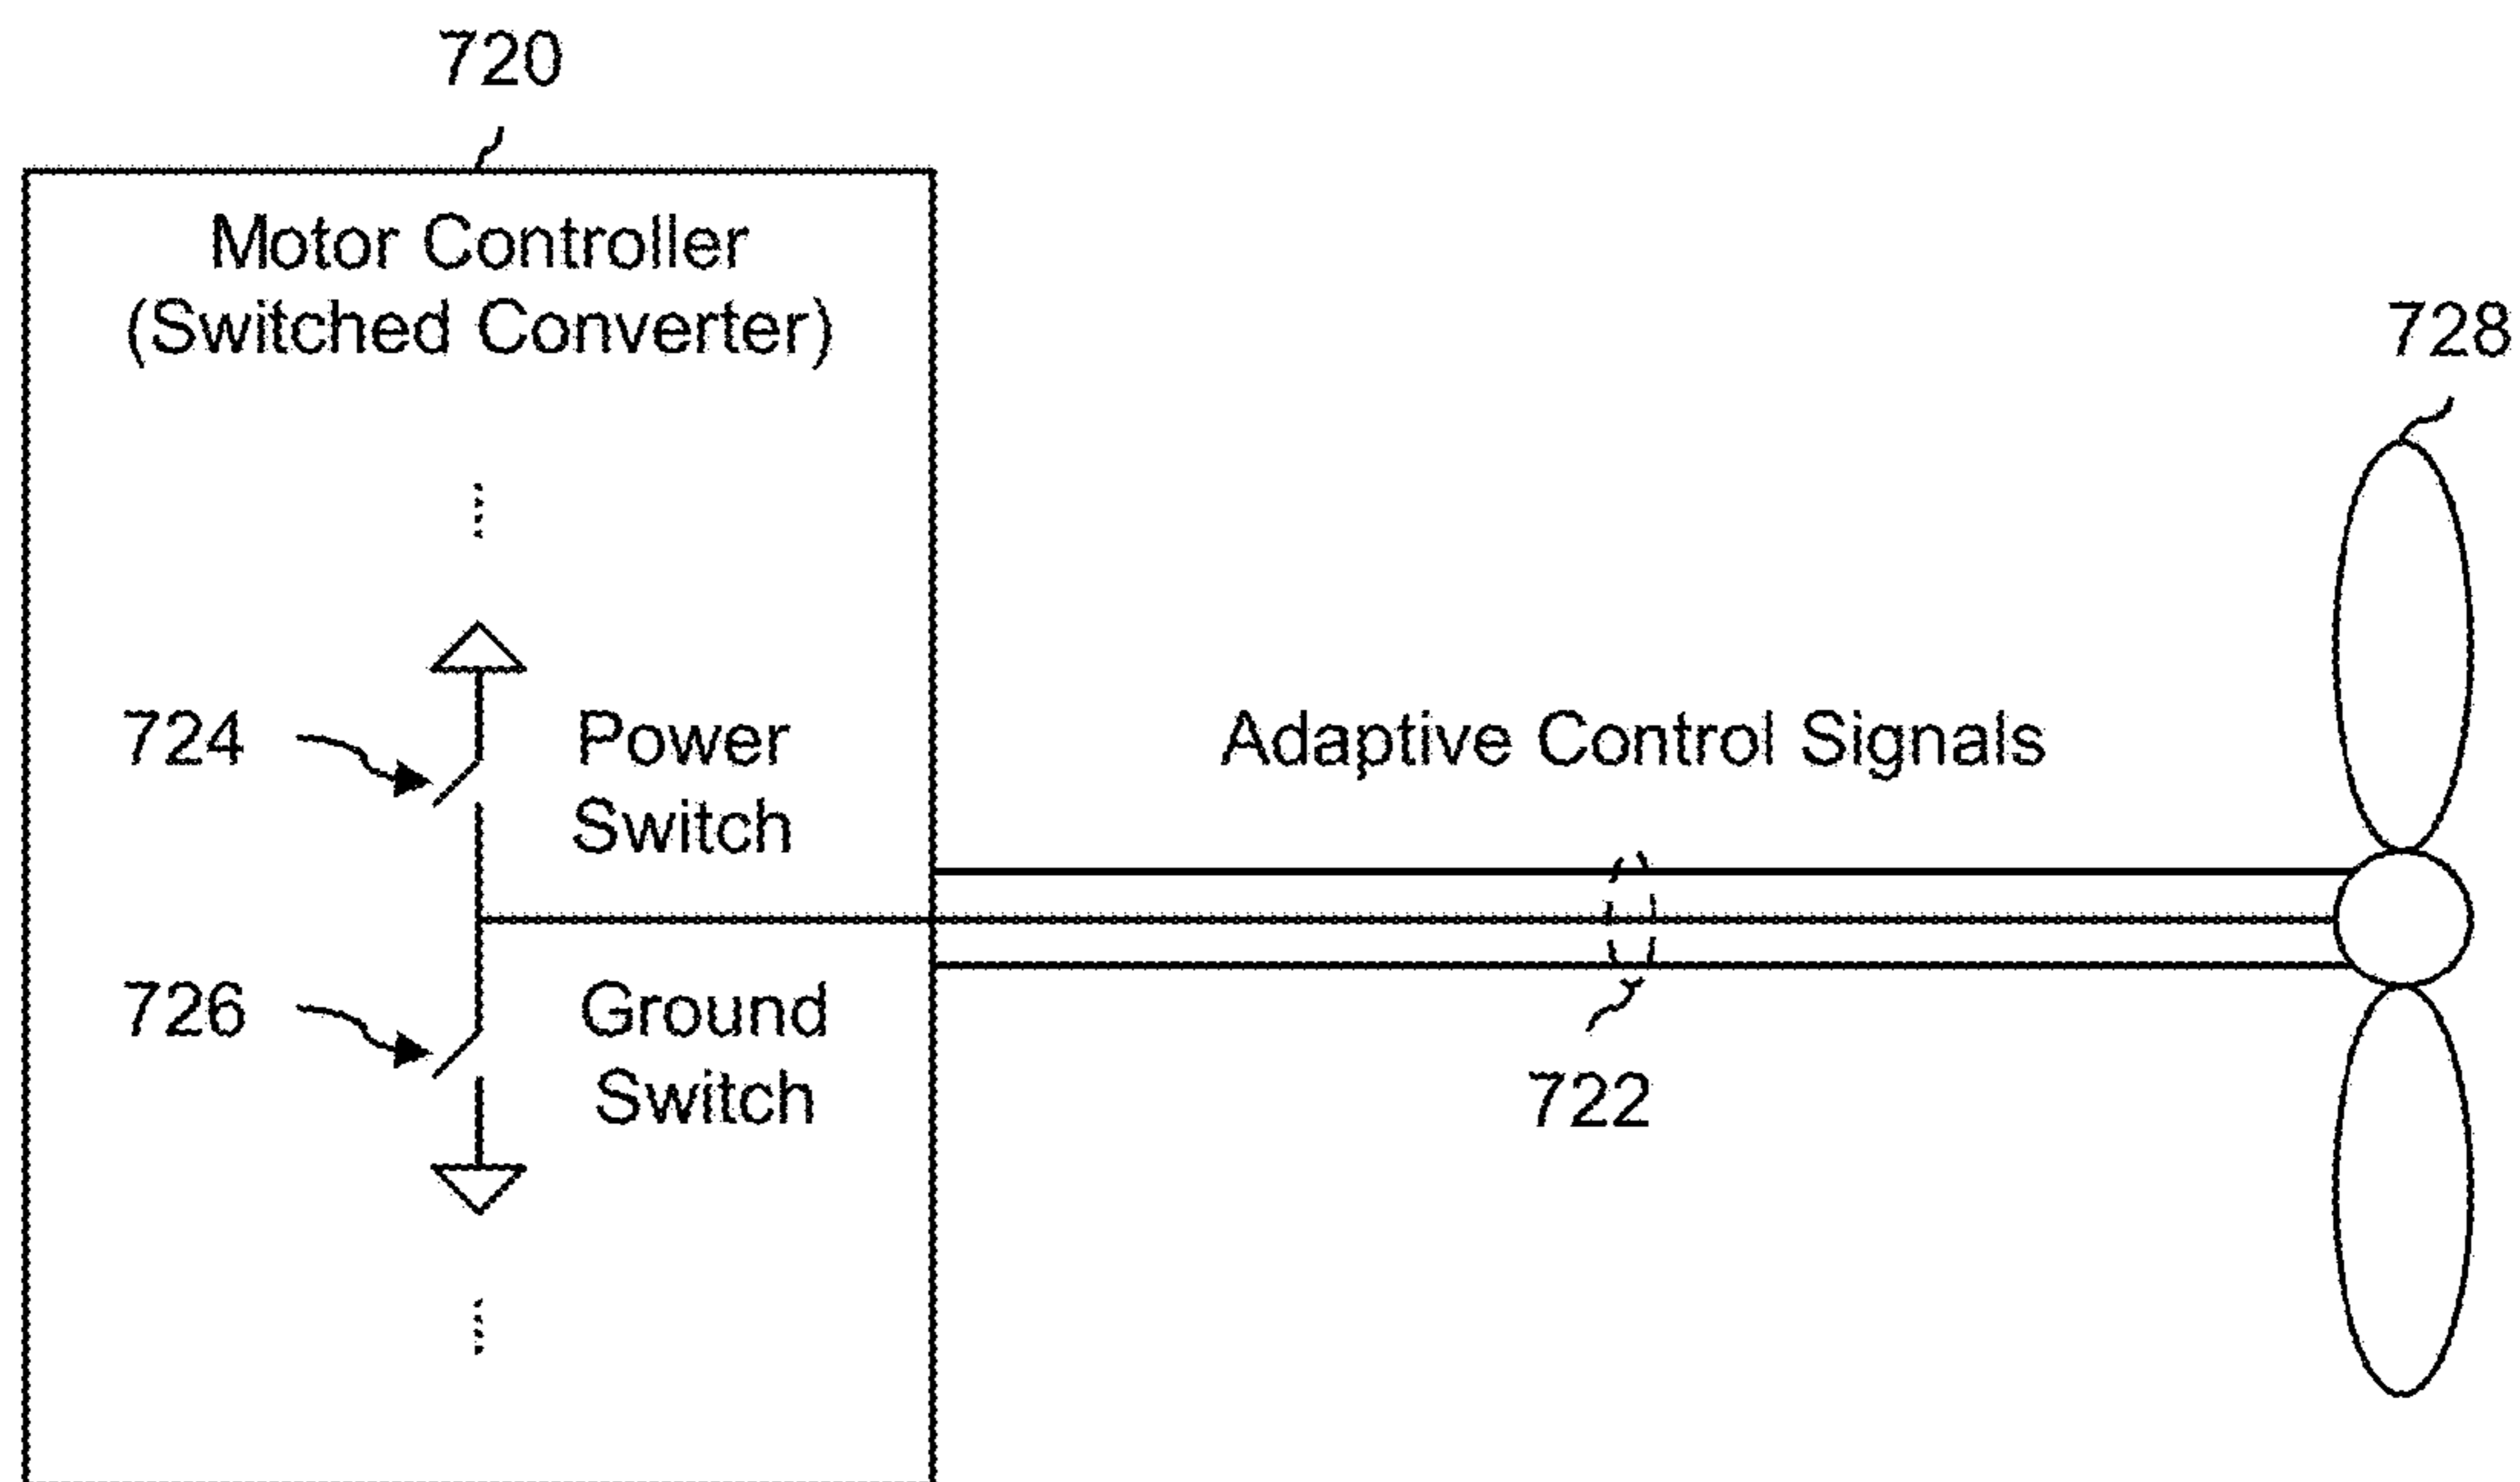 720
Motor Controller
(Switched Converter)
728
724
Power
Switch
Adaptive Control Signals
726
Ground
Switch
722